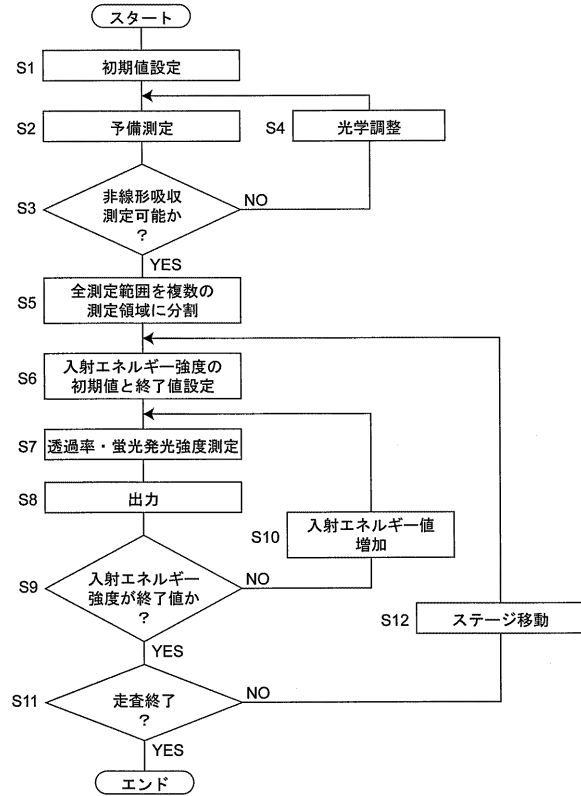 スタート
S1
初期値設定
S2
予備測定
S4
光学調整
S3
非線形吸収
測定可能か
?
NO
YES
S5
全測定範囲を複数の
測定領域に分割
S6
入射エネルギー強度の
初期値と終了値設定
S7
透過率・蛍光発光強度測定
S8
出力
S10
入射エネルギー値
増加
S9
入射エネルギー
強度が終了値か
?
NO
YES
S12
ステージ移動
S11
走査終了
?
NO
YES
エンド